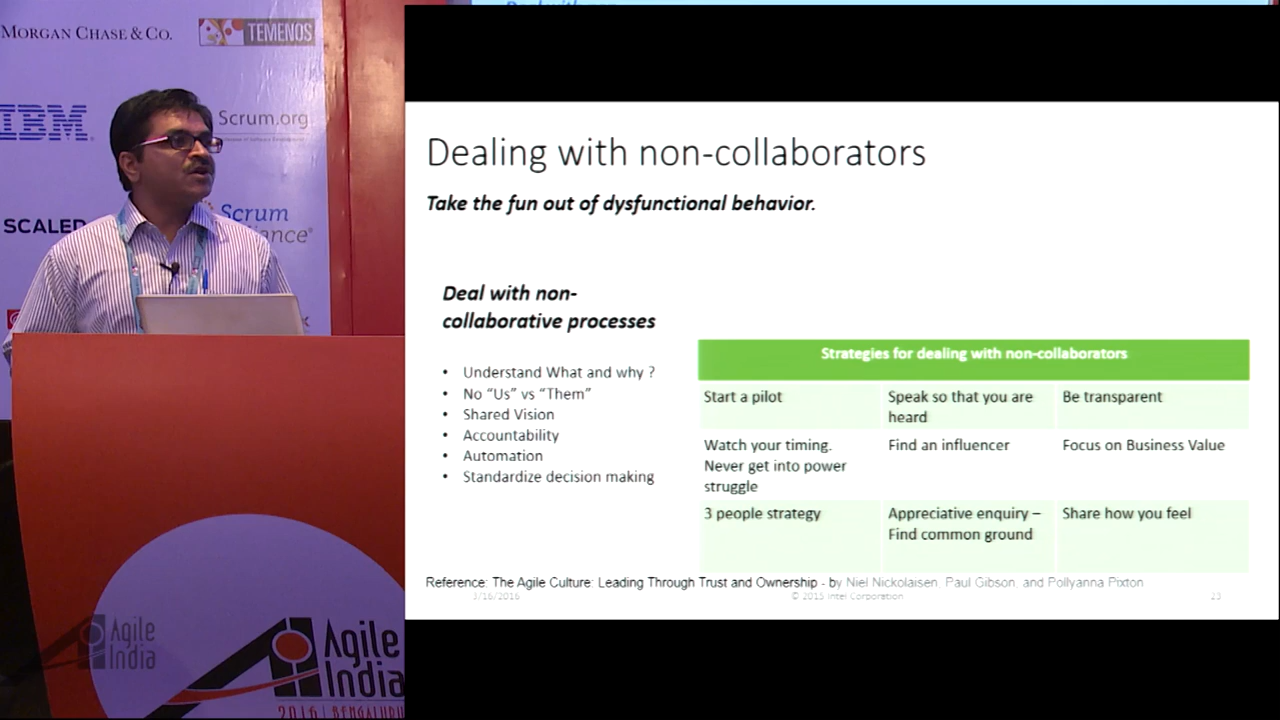 MORGAN CHASE & CO.
TEMENOS
IBM
Scrum.org
SCALED
Scrum
Dealing with non-collaborators
Take the fun out of dysfunctional behavior.
Deal with non-
collaborative processes
• Understand What and why ?
• No “Us” vs “Them”
• Shared Vision
• Accountability
• Automation
• Standardize decision making
Strategies for dealing with non-collaborators
Start a pilot
Speak so that you are
heard
Be transparent
Watch your timing.
Never get into power
struggle
Find an influencer
Focus on Business Value
3 people strategy
Appreciative enquiry –
Find common ground
Share how you feel
Reference: The Agile Culture: Leading Through Trust and Ownership - by Niel Nickolaisen, Paul Gibson, and Pollyanna Pixton
3/16/2016
© 2015 Intel Corporation
23
Agile
India
Agile
India
2016 | BENGALURU